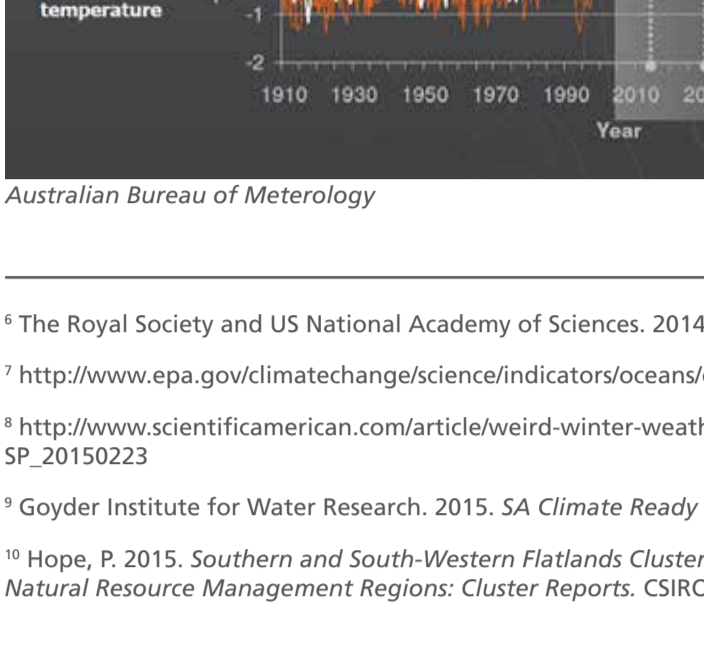 temperature
-1
-2
1910 1930 1950 1970 1990 2010 20
Year
Australian Bureau of Meterology
6 The Royal Society and US National Academy of Sciences. 2014
7 http://www.epa.gov/climatechange/science/indicators/oceans/
8 http://www.scientificamerican.com/article/weird-winter-weath
SP_20150223
9 Goyder Institute for Water Research. 2015. SA Climate Ready
10 Hope, P. 2015. Southern and South-Western Flatlands Cluster
Natural Resource Management Regions: Cluster Reports. CSIRO